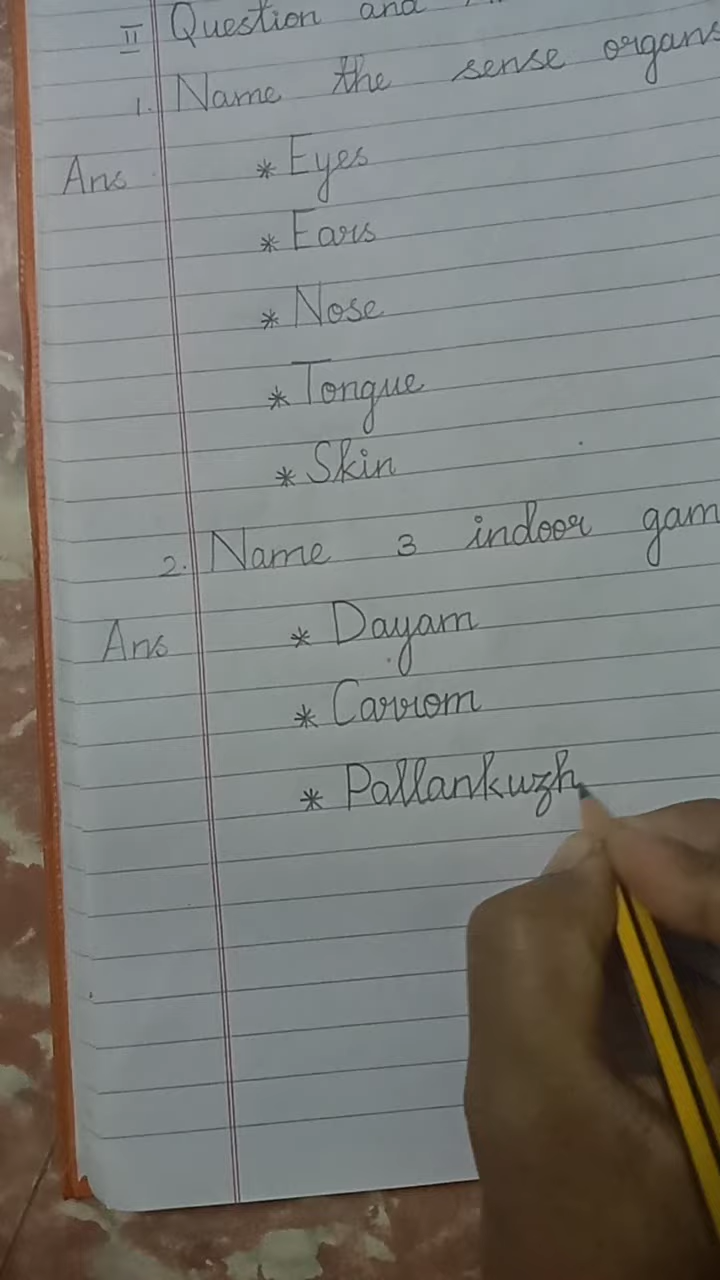 II Question and
1. Name the sense organs
Ans * Eyes
* Ears
* Nose
* Tongue
* Skin
2. Name 3 indoor gam
Ans * Dayam
* Carrom
* Pallankuzh